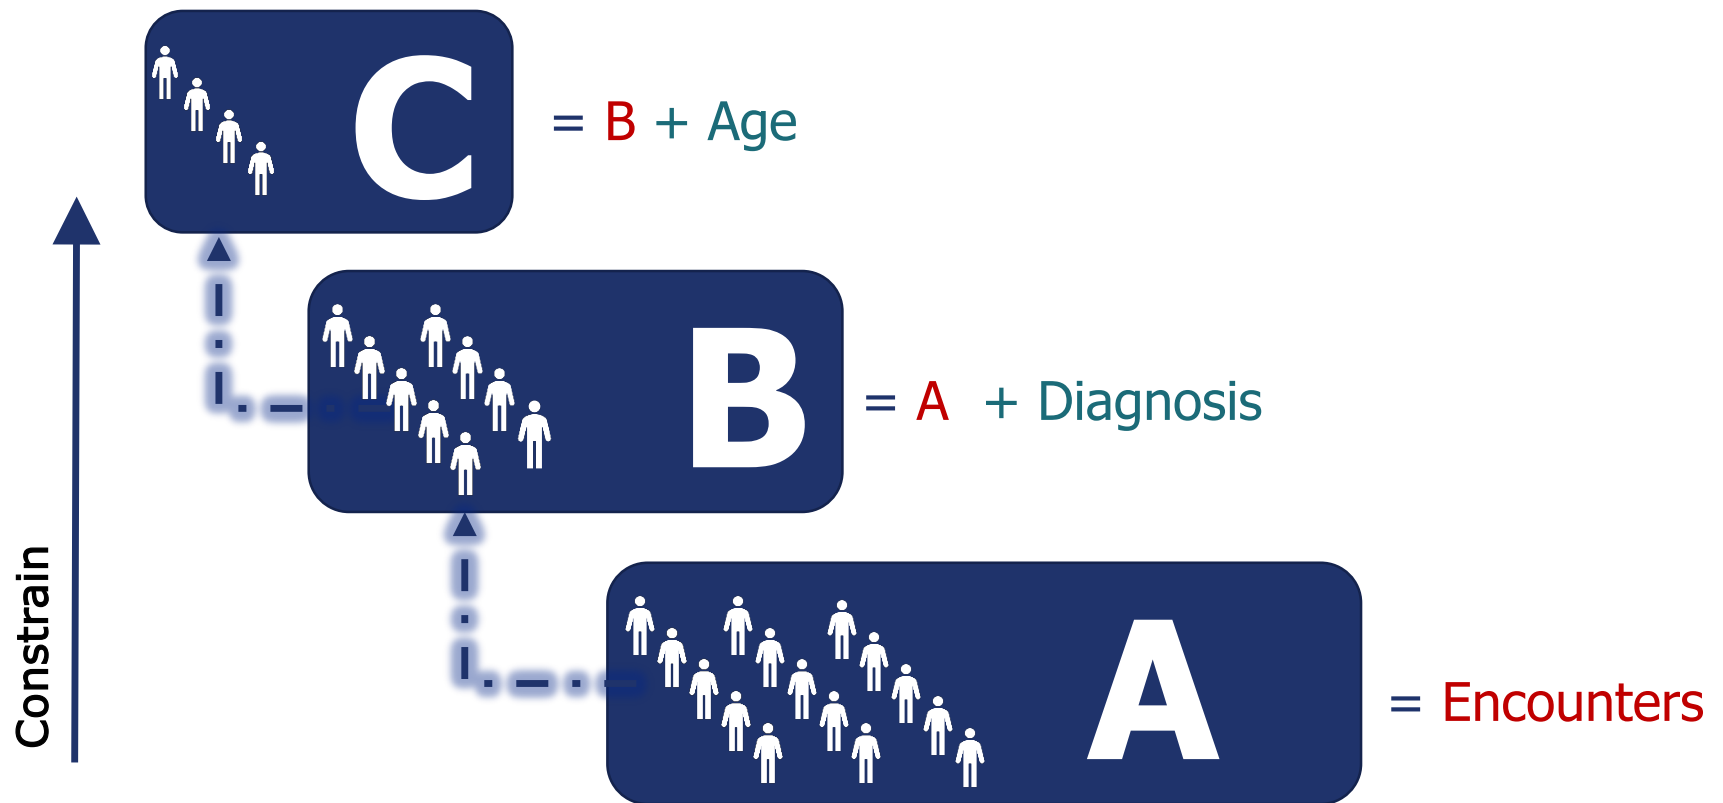 C
= B + Age
B
= A + Diagnosis
A
= Encounters
Constrain